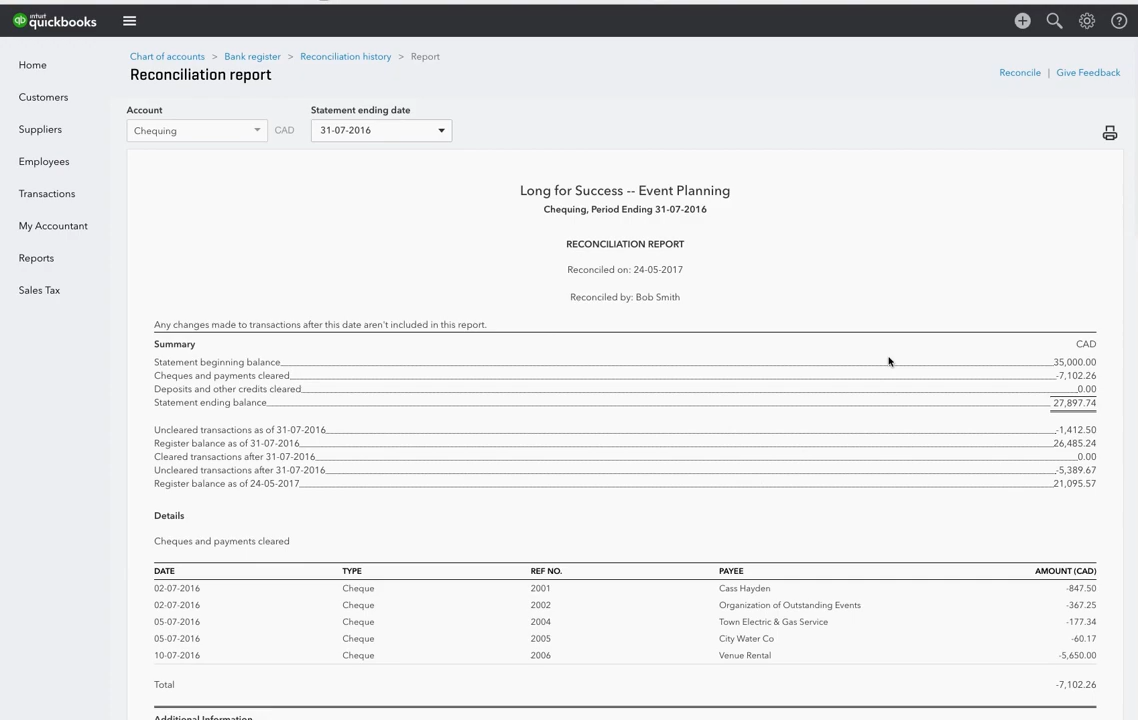 intuit
qb quickbooks
Chart of accounts > Bank register > Reconciliation history > Report
Reconciliation report
Reconcile | Give Feedback
Home
Customers
Suppliers
Employees
Transactions
My Accountant
Reports
Sales Tax
Account
Statement ending date
Chequing CAD
31-07-2016
Long for Success -- Event Planning
Chequing, Period Ending 31-07-2016
RECONCILIATION REPORT
Reconciled on: 24-05-2017
Reconciled by: Bob Smith
Any changes made to transactions after this date aren't included in this report.
Summary CAD
Statement beginning balance 35,000.00
Cheques and payments cleared -7,102.26
Deposits and other credits cleared 0.00
Statement ending balance 27,897.74
Uncleared transactions as of 31-07-2016 -1,412.50
Register balance as of 31-07-2016 26,485.24
Cleared transactions after 31-07-2016 0.00
Uncleared transactions after 31-07-2016 -5,389.67
Register balance as of 24-05-2017 21,095.57
Details
Cheques and payments cleared
DATE TYPE REF NO. PAYEE AMOUNT (CAD)
02-07-2016 Cheque 2001 Cass Hayden -847.50
02-07-2016 Cheque 2002 Organization of Outstanding Events -367.25
05-07-2016 Cheque 2004 Town Electric & Gas Service -177.34
05-07-2016 Cheque 2005 City Water Co -60.17
10-07-2016 Cheque 2006 Venue Rental -5,650.00
Total -7,102.26
Additional Information